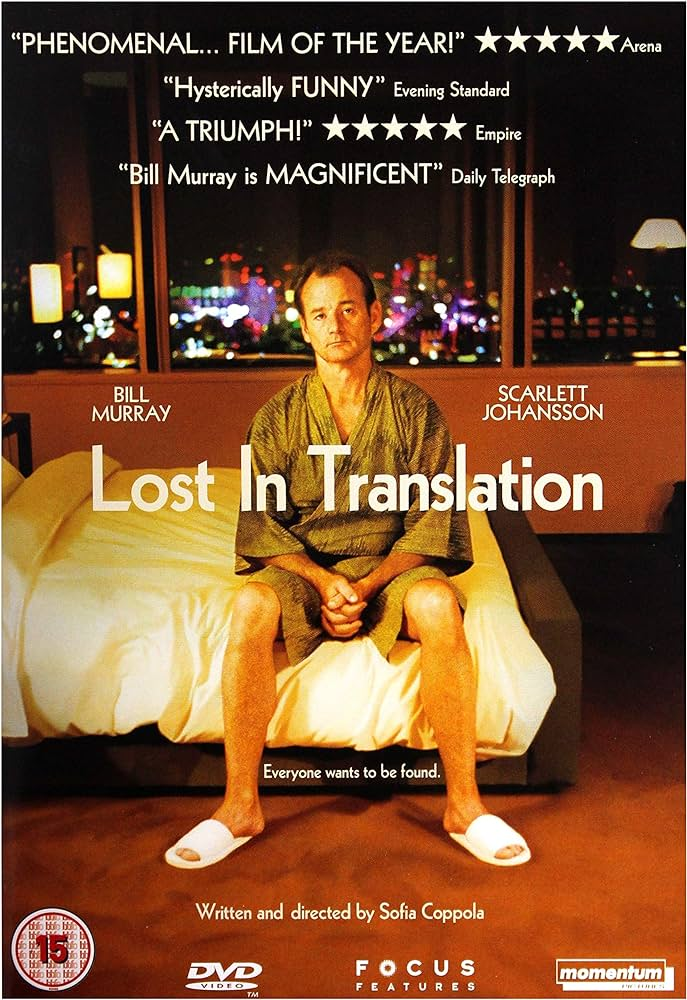 “PHENOMENAL... FILM OF THE YEAR!” ★★★★★ Arena
“Hysterically FUNNY” Evening Standard
“A TRIUMPH!” ★★★★★ Empire
“Bill Murray is MAGNIFICENT” Daily Telegraph
BILL
MURRAY
SCARLETT
JOHANSSON
Lost In Translation
Everyone wants to be found.
Written and directed by Sofia Coppola
15
DVD
VIDEO
TM
FOCUS
FEATURES
momentum
PICTURES